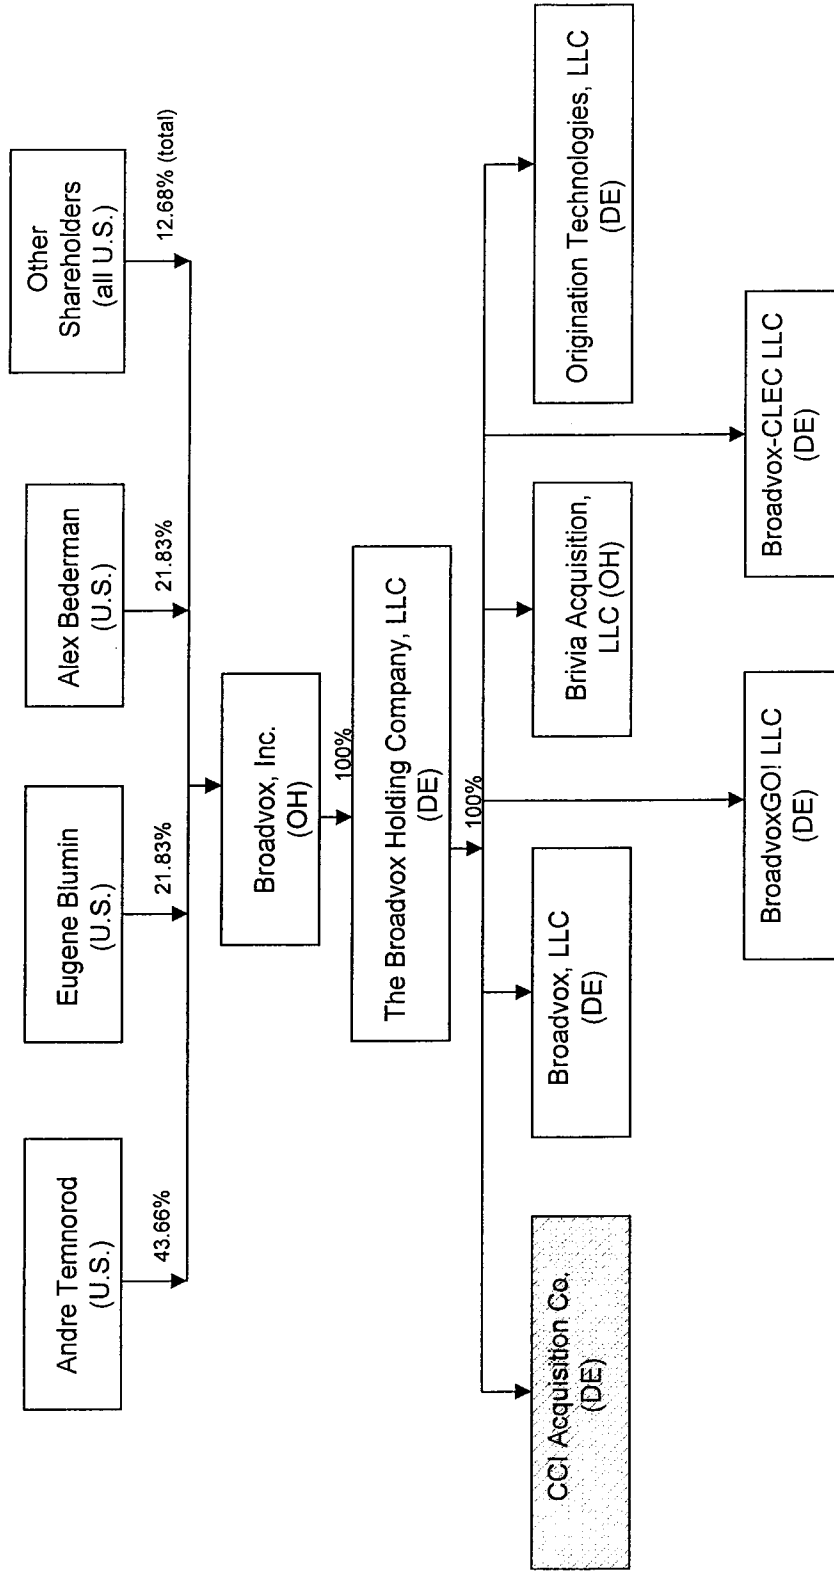 Andre Temnorod
(U.S.)
Eugene Blumin
(U.S.)
Alex Bederman
(U.S.)
Other
Shareholders
(all U.S.)
43.66%
21.83%
21.83%
12.68% (total)
Broadvox, Inc.
(OH)
100%
The Broadvox Holding Company, LLC
(DE)
100%
CCI Acquisition Co,
(DE)
Broadvox, LLC
(DE)
Brivia Acquisition,
LLC (OH)
Origination Technologies, LLC
(DE)
BroadvoxGO! LLC
(DE)
Broadvox-CLEC LLC
(DE)